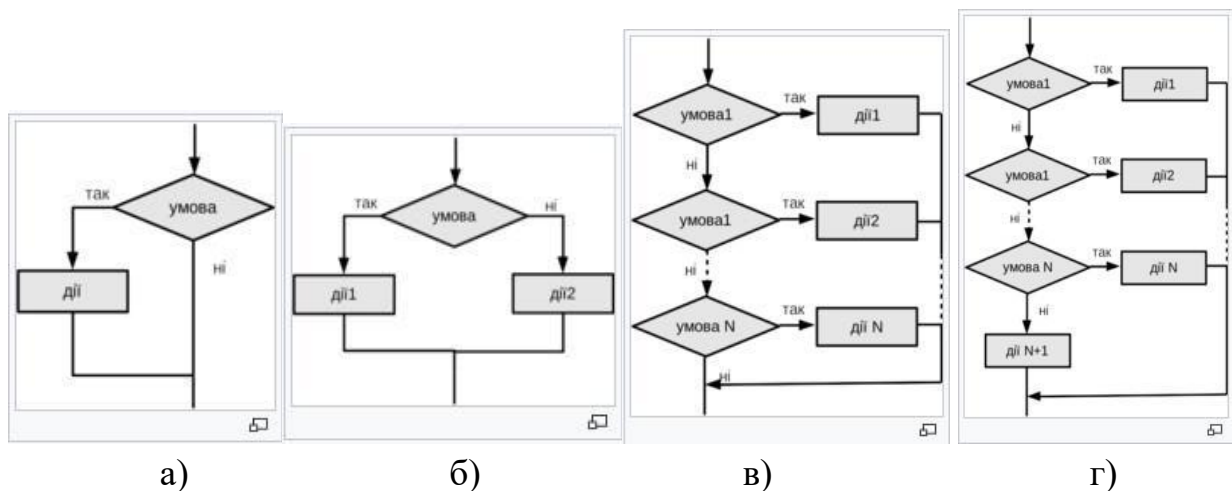 так
умова
ні
дії
а)
так
умова
ні
дії1
дії2
б)
умова1
так
дії1
ні
умова1
так
дії2
ні
умова N
так
дії N
ні
в)
умова1
так
дії1
ні
умова1
так
дії2
ні
умова N
так
дії N
ні
дії N+1
г)